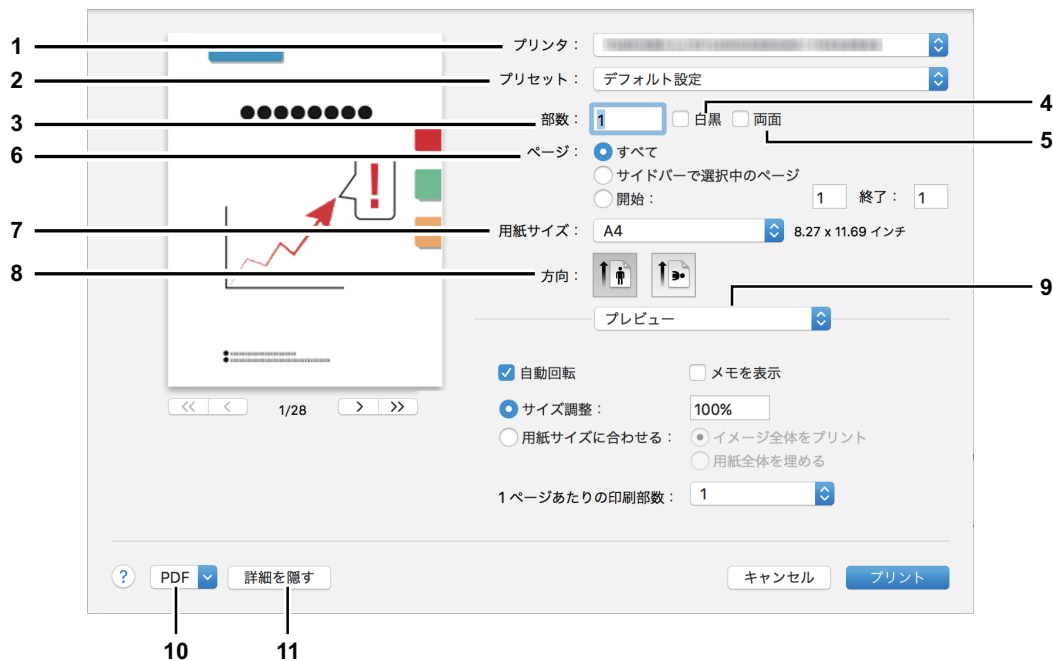 1 プリンタ：
2 プリセット： デフォルト設定
3 部数： 1 白黒 両面 4
5
6 ページ： すべて
サイドバーで選択中のページ
開始： 1 終了： 1
7 用紙サイズ： A4 8.27 x 11.69 インチ
8 方向：
プレビュー 9
!
自動回転 メモを表示
<< < 1/28 > >>
サイズ調整： 100%
用紙サイズに合わせる： イメージ全体をプリント
用紙全体を埋める
1 ページあたりの印刷部数： 1
? PDF 詳細を隠す キャンセル プリント
10 11